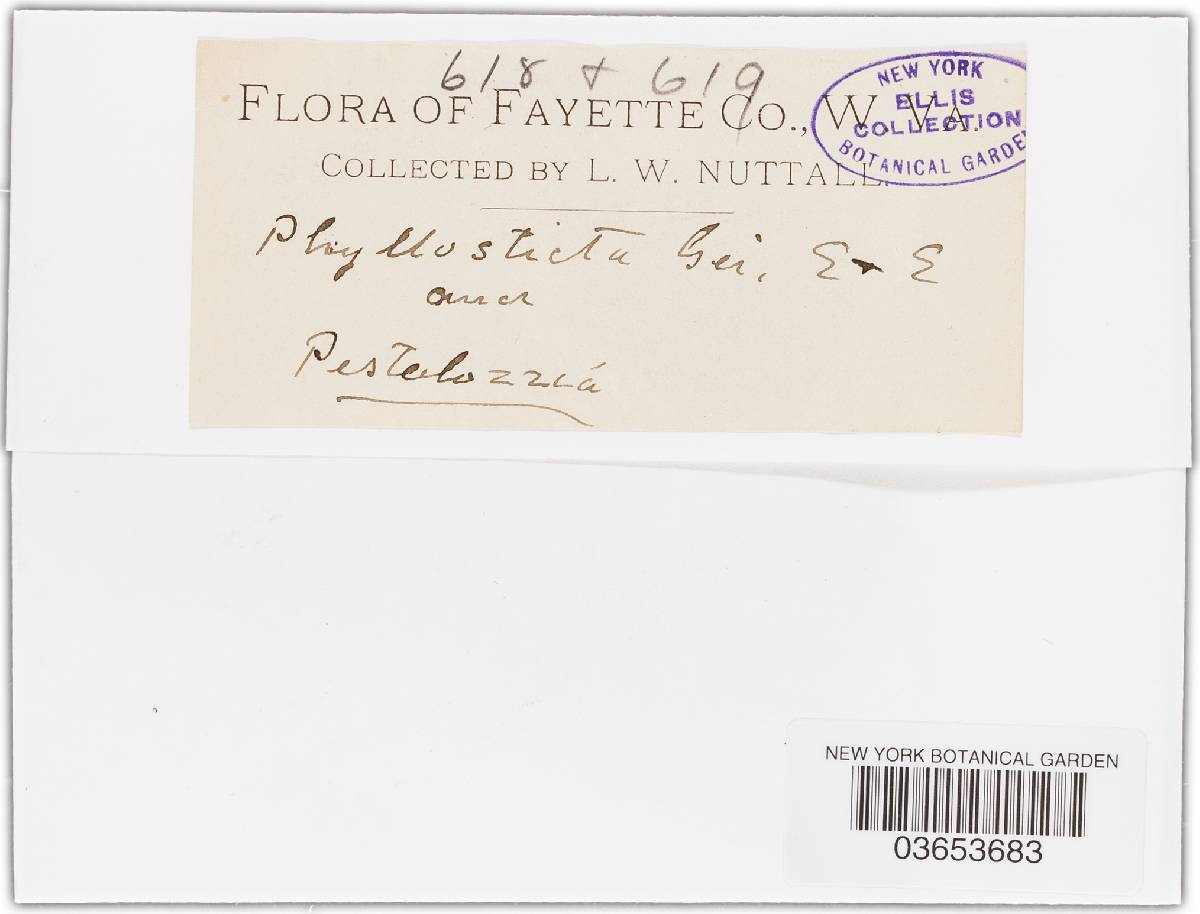 618 & 619
FLORA OF FAYETTE CO., W. VA.
COLLECTED BY L. W. NUTTALL.
NEW YORK
ELLIS
COLLECTION
BOTANICAL GARDEN
Phyllosticta Gei, E & E
and
Pestalozzia
NEW YORK BOTANICAL GARDEN
03653683